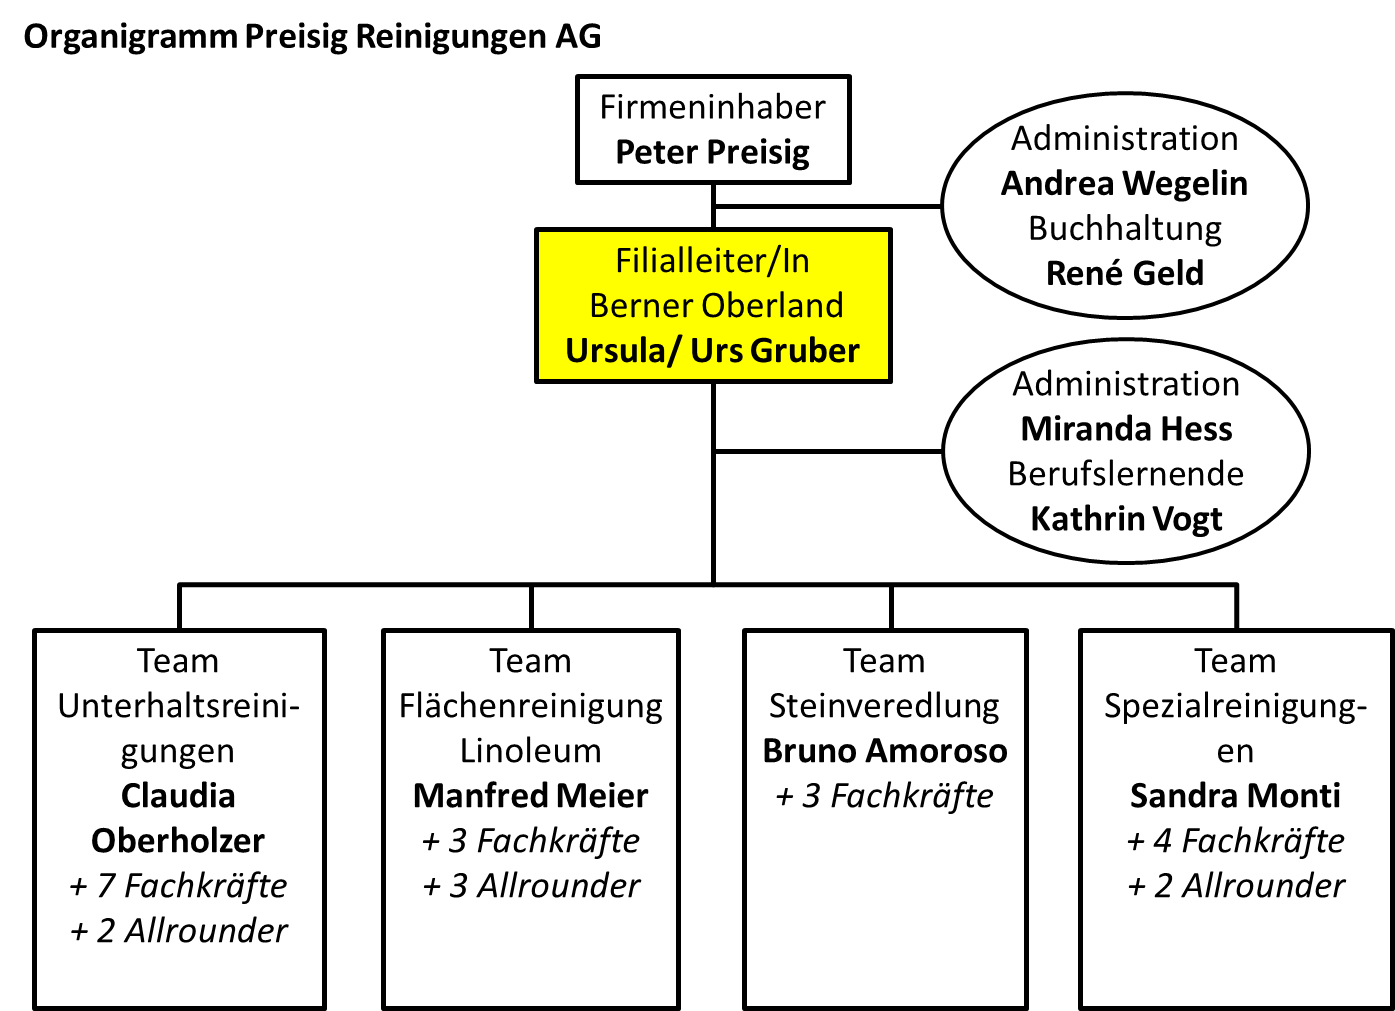 Organigramm Preisig Reinigungen AG
Firmeninhaber
Peter Preisig
Administration
Andrea Wegelin
Buchhaltung
René Geld
Filialleiter/In
Berner Oberland
Ursula/ Urs Gruber
Administration
Miranda Hess
Berufslernende
Kathrin Vogt
Team
Unterhaltsreini-
gungen
Claudia
Oberholzer
+ 7 Fachkräfte
+ 2 Allrounder
Team
Flächenreinigung
Linoleum
Manfred Meier
+ 3 Fachkräfte
+ 3 Allrounder
Team
Steinveredlung
Bruno Amoroso
+ 3 Fachkräfte
Team
Spezialreinigung-
en
Sandra Monti
+ 4 Fachkräfte
+ 2 Allrounder